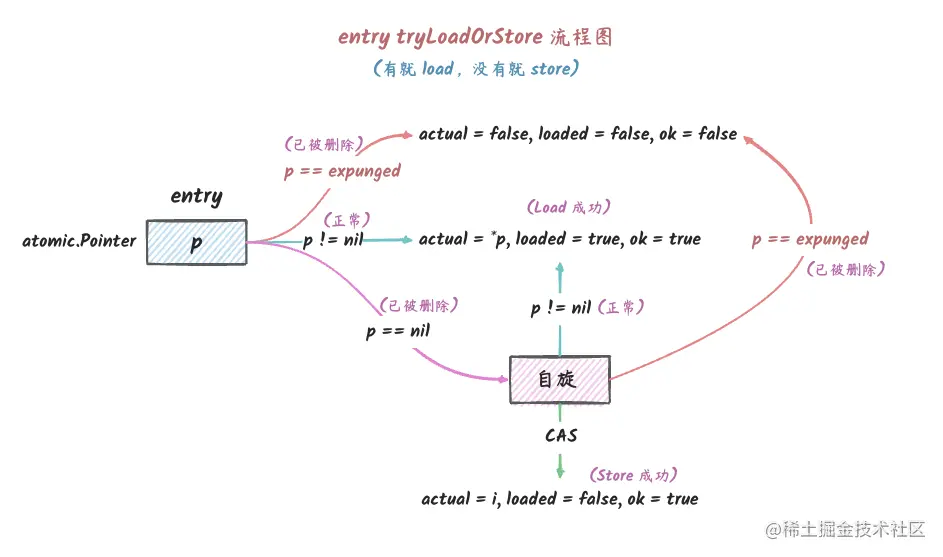 entry tryLoadOrStore 流程图
(有就 load，没有就 store)
(已被删除)
actual = false, loaded = false, ok = false
p == expunged
entry
(正常)
(Load 成功)
atomic.Pointer
p
p != nil
actual = *p, loaded = true, ok = true
p == expunged
(已被删除)
(已被删除)
p == nil
p != nil (正常)
自旋
CAS
(Store 成功)
actual = i, loaded = false, ok = true
@稀土掘金技术社区